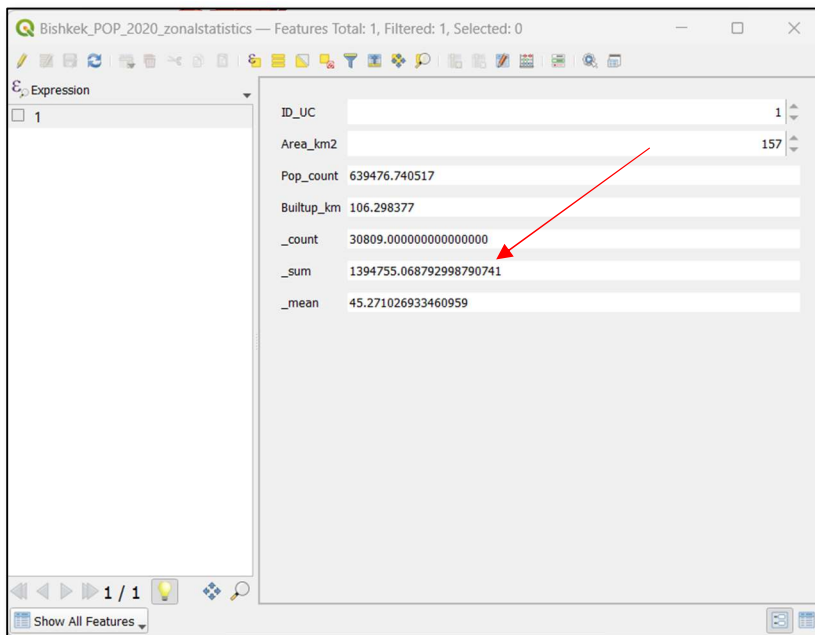 Bishkek_POP_2020_zonalstatistics — Features Total: 1, Filtered: 1, Selected: 0
Expression
1
ID_UC 1
Area_km2 157
Pop_count 639476.740517
Builtup_km 106.298377
_count 30809.000000000000000
_sum 1394755.068792998790741
_mean 45.271026933460959
1 / 1
Show All Features